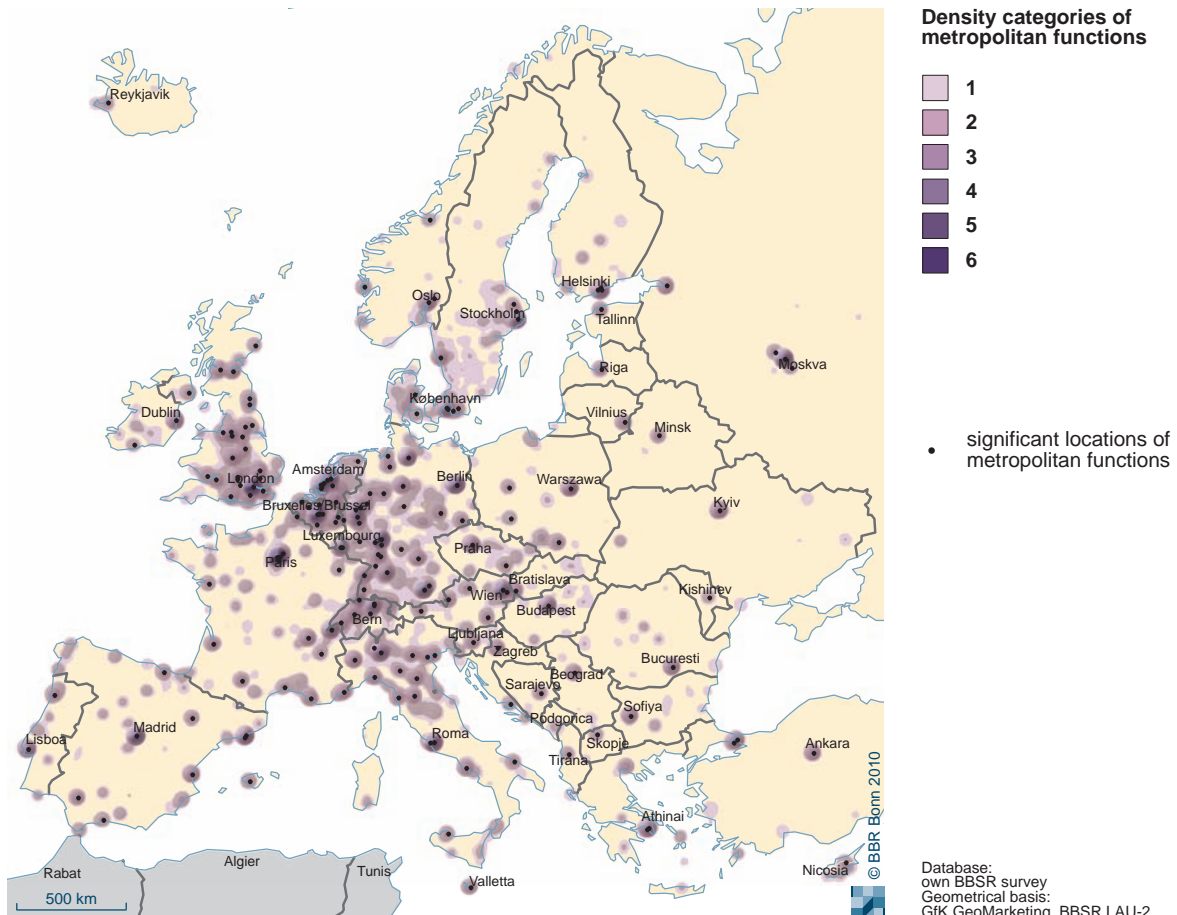 Density categories of
metropolitan functions
1
2
3
4
5
6
significant locations of
metropolitan functions
Reykjavik
Helsinki
Oslo
Stockholm
Tallinn
Moskva
Riga
København
Dublin
Vilnius
Minsk
Amsterdam
London
Berlin
Warszawa
Bruxelles/Brussel
Kyiv
Luxembourg
Praha
Paris
Bratislava
Wien
Kishinev
Budapest
Bern
Ljubljana
Zagreb
Bucuresti
Beograd
Sarajevo
Sofiya
Podgorica
Madrid
Lisboa
Roma
Skopje
Ankara
Tirana
Athinai
Nicosia
Algier
Tunis
Rabat
Valletta
500 km
© BBR Bonn 2010
Database:
own BBSR survey
Geometrical basis:
GfK GeoMarketing, BBSR LAU-2